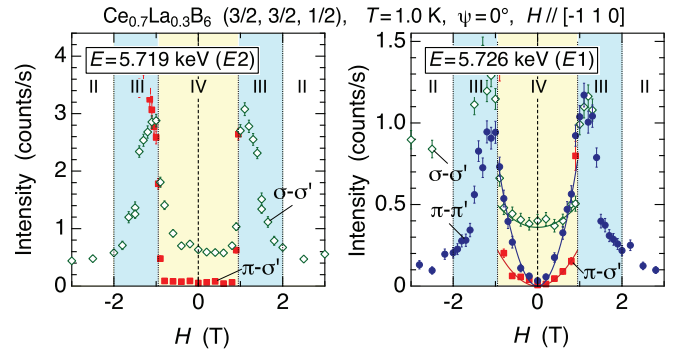 Ce0.7La0.3B6 (3/2, 3/2, 1/2), T=1.0 K, ψ=0°, H // [-1 1 0]
E=5.719 keV (E2)
II III IV III II
Intensity (counts/s)
4
3
2
1
0
σ-σ'
π-σ'
-2 0 2
H (T)
E=5.726 keV (E1)
II III IV III II
Intensity (counts/s)
1.5
1.0
0.5
0
σ-σ'
π-π'
π-σ'
-2 0 2
H (T)